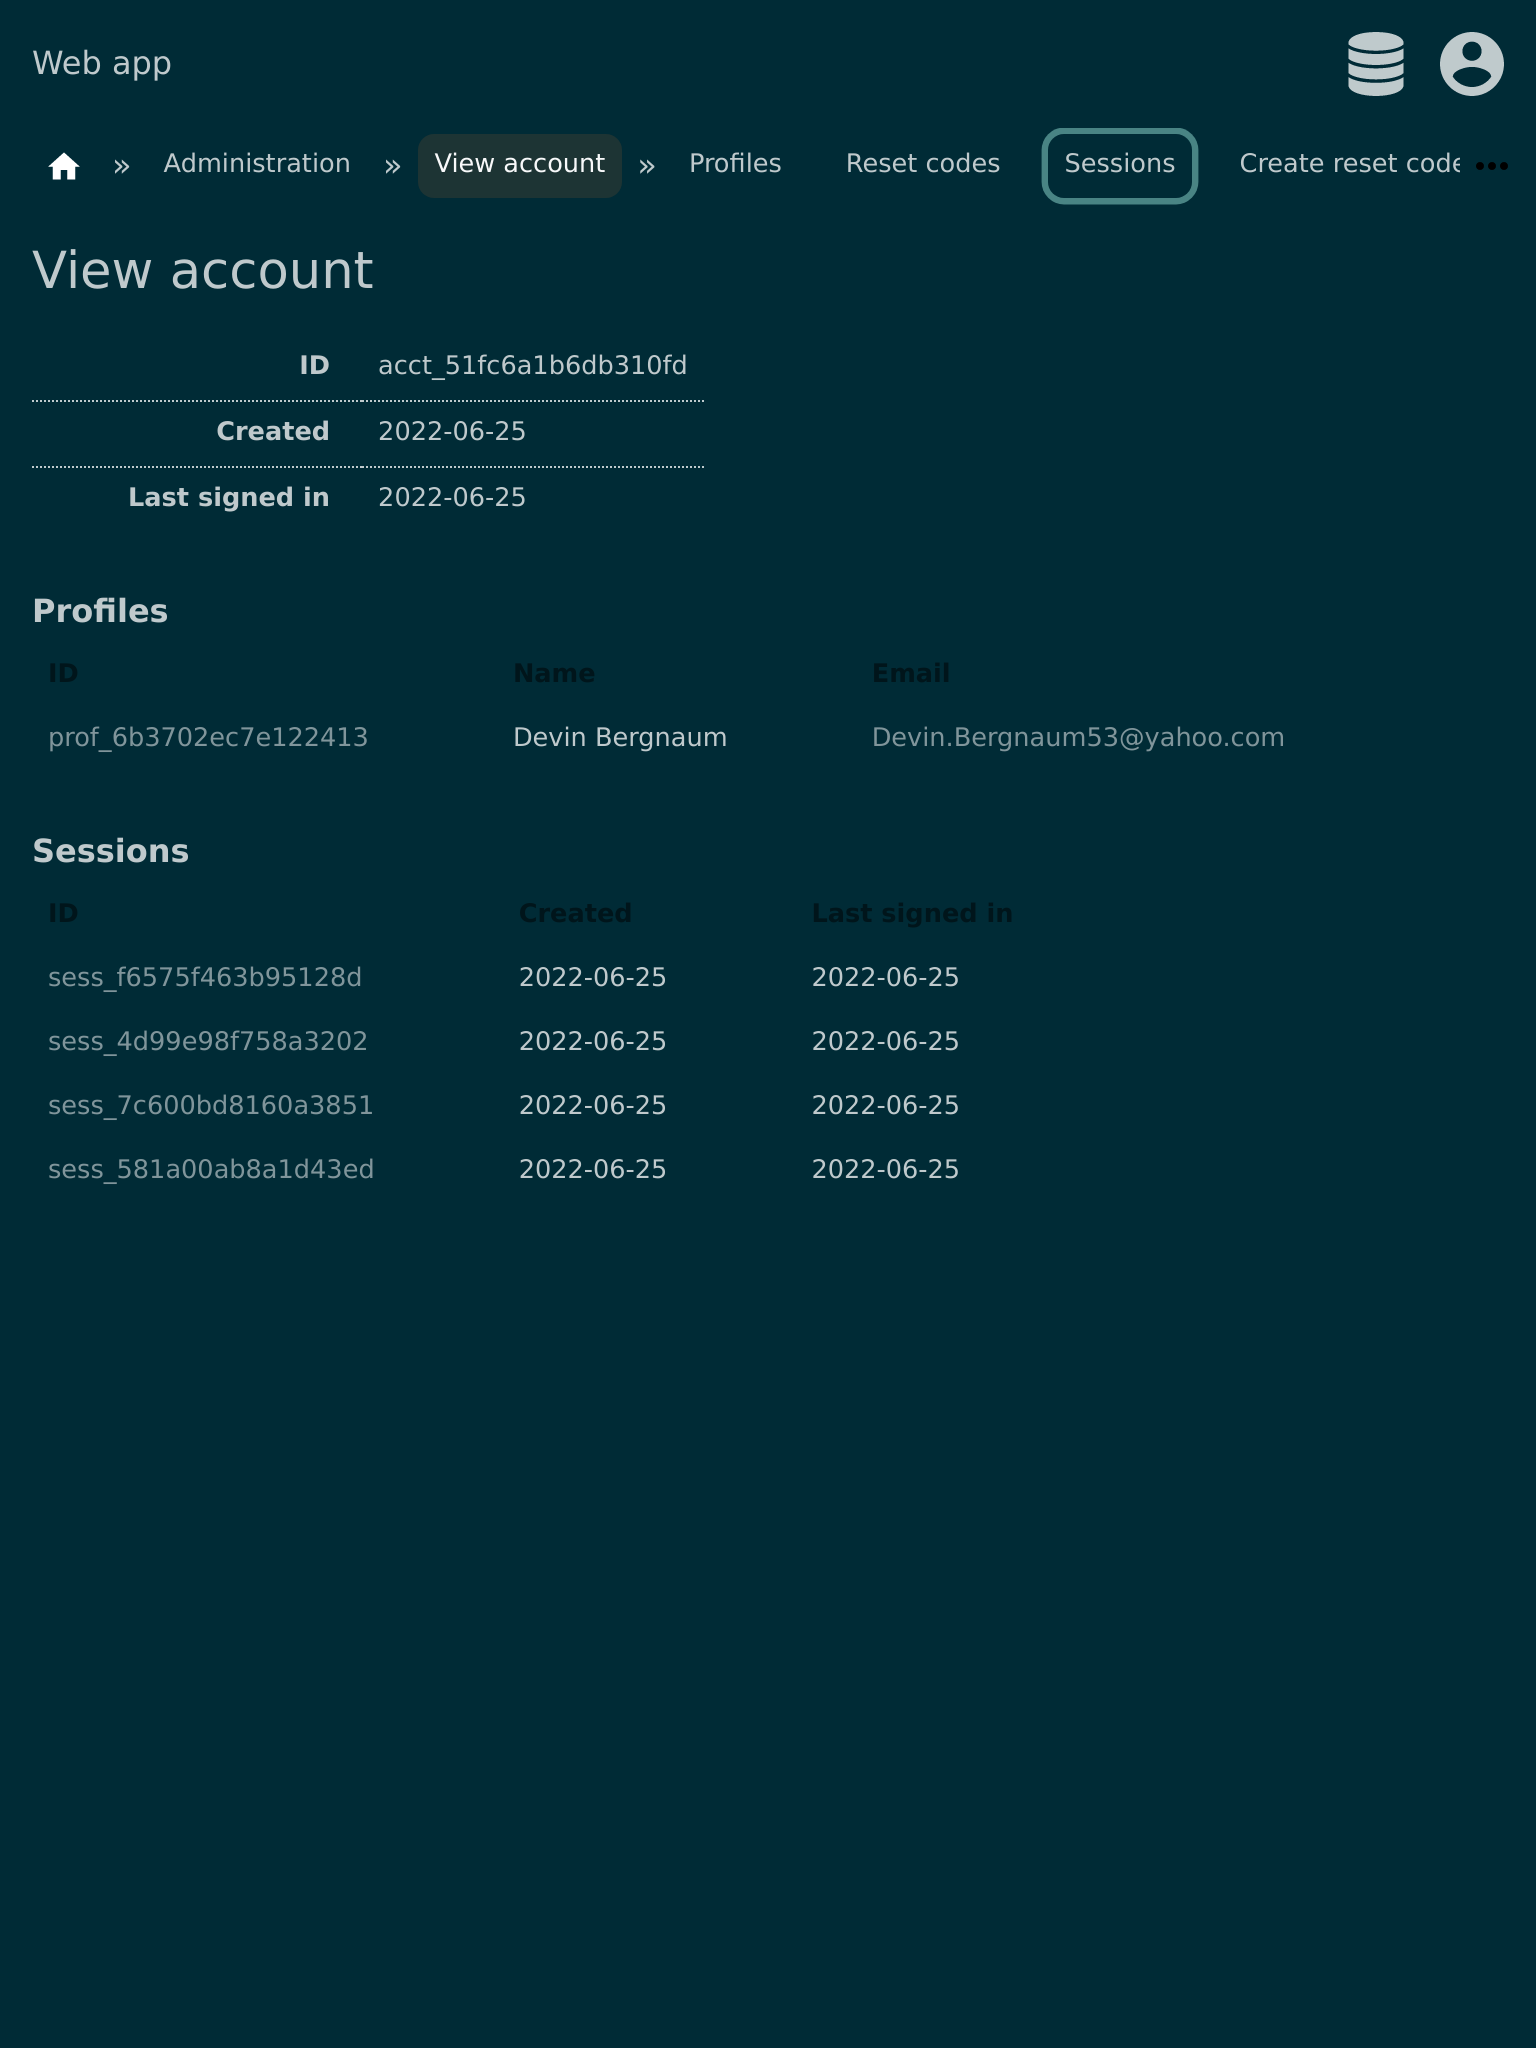 Web app
» Administration » View account » Profiles Reset codes Sessions Create reset code
View account
ID acct_51fc6a1b6db310fd
Created 2022-06-25
Last signed in 2022-06-25
Profiles
ID Name Email
prof_6b3702ec7e122413 Devin Bergnaum Devin.Bergnaum53@yahoo.com
Sessions
ID Created Last signed in
sess_f6575f463b95128d 2022-06-25 2022-06-25
sess_4d99e98f758a3202 2022-06-25 2022-06-25
sess_7c600bd8160a3851 2022-06-25 2022-06-25
sess_581a00ab8a1d43ed 2022-06-25 2022-06-25